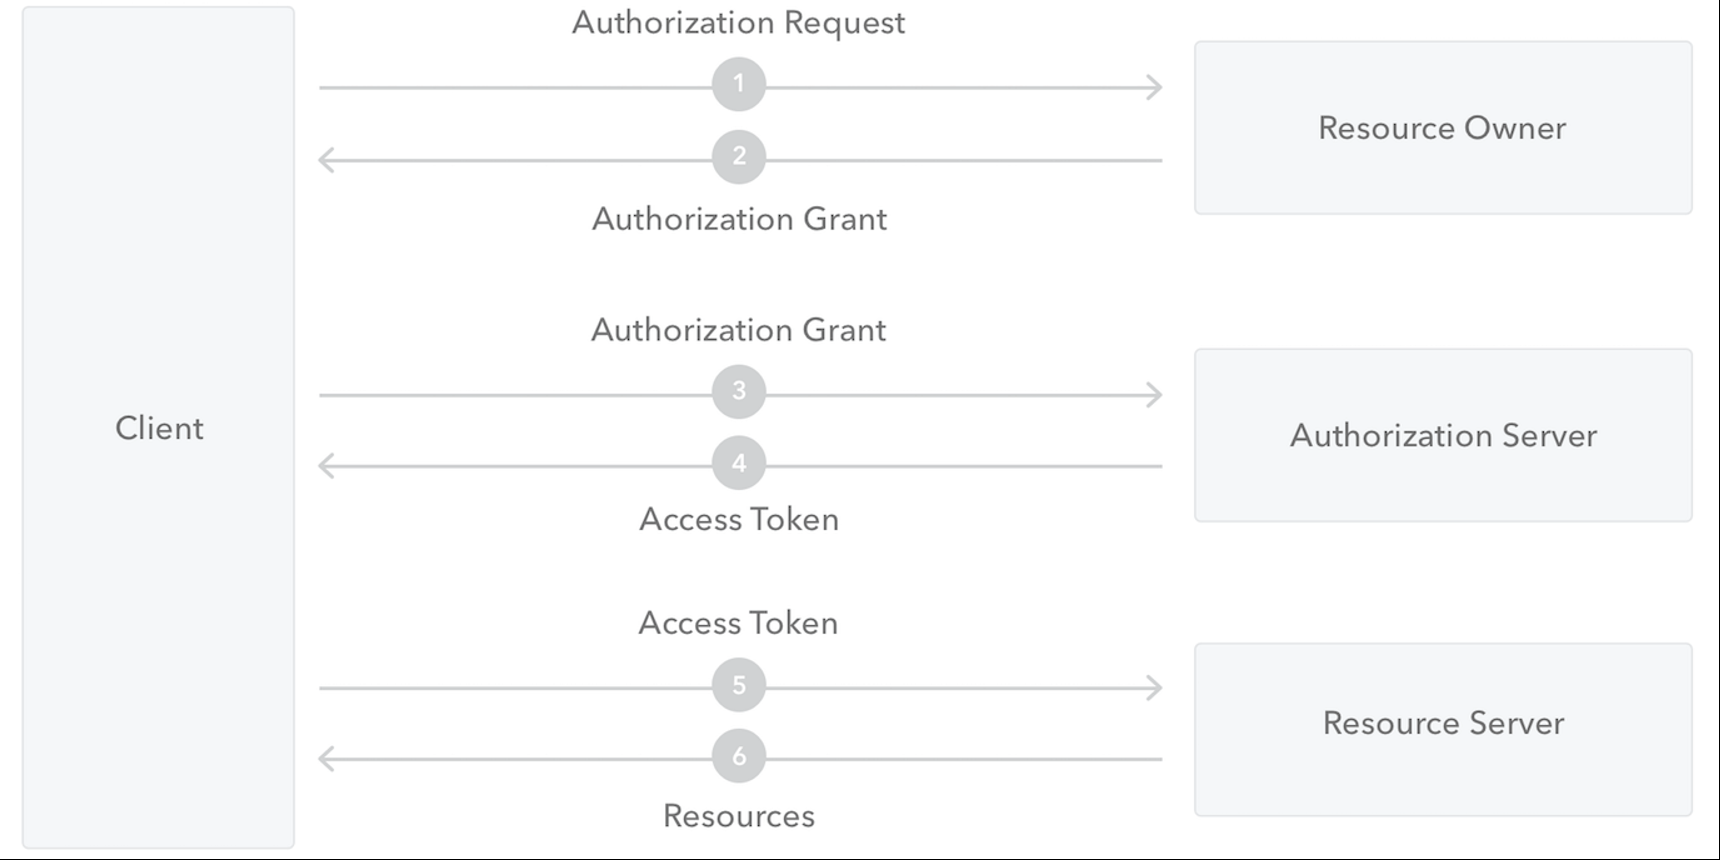 Authorization Request
1
Resource Owner
2
Authorization Grant
Authorization Grant
3
Client
Authorization Server
4
Access Token
Access Token
5
Resource Server
6
Resources